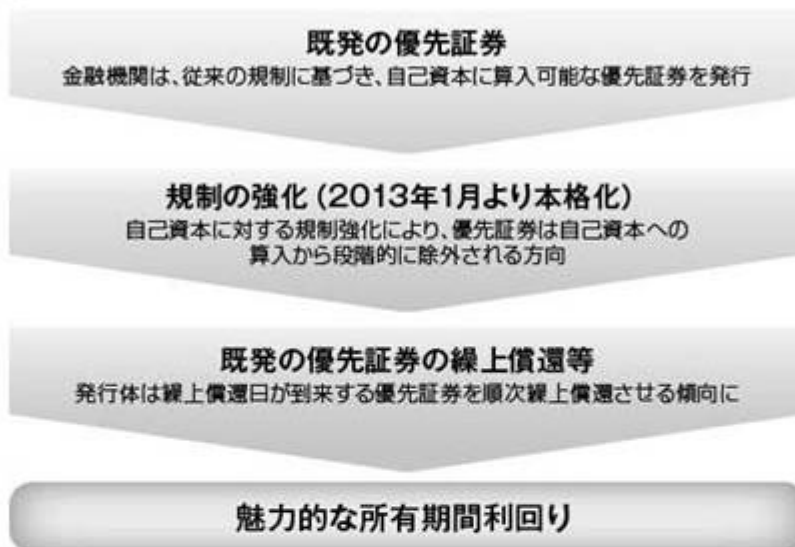 既発の優先証券
金融機関は、従来の規制に基づき、自己資本に算入可能な優先証券を発行
規制の強化（2013年1月より本格化）
自己資本に対する規制強化により、優先証券は自己資本への
算入から段階的に除外される方向
既発の優先証券の繰上償還等
発行体は繰上償還日が到来する優先証券を順次繰上償還させる傾向に
魅力的な所有期間利回り